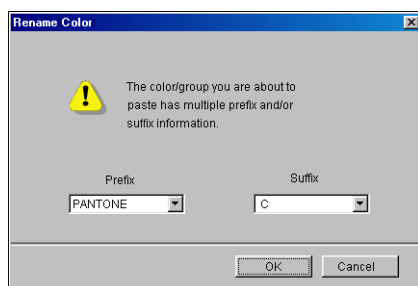 Rename Color
The color/group you are about to
paste has multiple prefix and/or
suffix information.
Prefix
Suffix
PANTONE
C
OK
Cancel